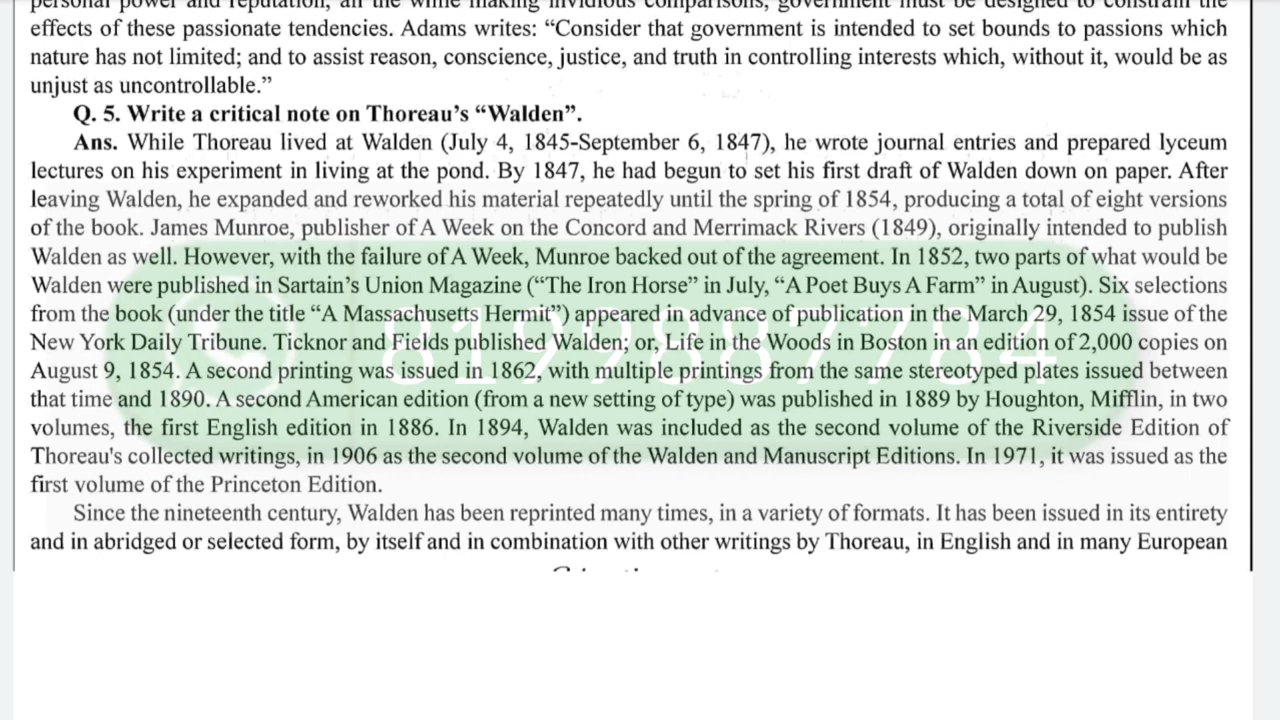 personal power and reputation, all the while making invidious comparisons, government must be designed to constrain the
effects of these passionate tendencies. Adams writes: “Consider that government is intended to set bounds to passions which
nature has not limited; and to assist reason, conscience, justice, and truth in controlling interests which, without it, would be as
unjust as uncontrollable.”
Q. 5. Write a critical note on Thoreau’s “Walden”.
Ans. While Thoreau lived at Walden (July 4, 1845-September 6, 1847), he wrote journal entries and prepared lyceum
lectures on his experiment in living at the pond. By 1847, he had begun to set his first draft of Walden down on paper. After
leaving Walden, he expanded and reworked his material repeatedly until the spring of 1854, producing a total of eight versions
of the book. James Munroe, publisher of A Week on the Concord and Merrimack Rivers (1849), originally intended to publish
Walden as well. However, with the failure of A Week, Munroe backed out of the agreement. In 1852, two parts of what would be
Walden were published in Sartain’s Union Magazine (“The Iron Horse” in July, “A Poet Buys A Farm” in August). Six selections
from the book (under the title “A Massachusetts Hermit”) appeared in advance of publication in the March 29, 1854 issue of the
New York Daily Tribune. Ticknor and Fields published Walden; or, Life in the Woods in Boston in an edition of 2,000 copies on
August 9, 1854. A second printing was issued in 1862, with multiple printings from the same stereotyped plates issued between
that time and 1890. A second American edition (from a new setting of type) was published in 1889 by Houghton, Mifflin, in two
volumes, the first English edition in 1886. In 1894, Walden was included as the second volume of the Riverside Edition of
Thoreau's collected writings, in 1906 as the second volume of the Walden and Manuscript Editions. In 1971, it was issued as the
first volume of the Princeton Edition.
Since the nineteenth century, Walden has been reprinted many times, in a variety of formats. It has been issued in its entirety
and in abridged or selected form, by itself and in combination with other writings by Thoreau, in English and in many European
8199887784